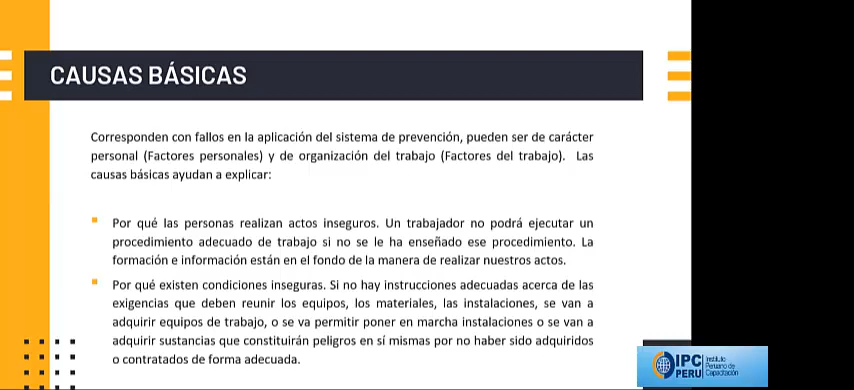 CAUSAS BÁSICAS
Corresponden con fallos en la aplicación del sistema de prevención, pueden ser de carácter
personal (Factores personales) y de organización del trabajo (Factores del trabajo). Las
causas básicas ayudan a explicar:
Por qué las personas realizan actos inseguros. Un trabajador no podrá ejecutar un
procedimiento adecuado de trabajo si no se le ha enseñado ese procedimiento. La
formación e información están en el fondo de la manera de realizar nuestros actos.
Por qué existen condiciones inseguras. Si no hay instrucciones adecuadas acerca de las
exigencias que deben reunir los equipos, los materiales, las instalaciones, se van a
adquirir equipos de trabajo, o se va permitir poner en marcha instalaciones o se van a
adquirir sustancias que constituirán peligros en sí mismas por no haber sido adquiridos
o contratados de forma adecuada.
IPC
PERU
Instituto
Peruano de
Capacitación